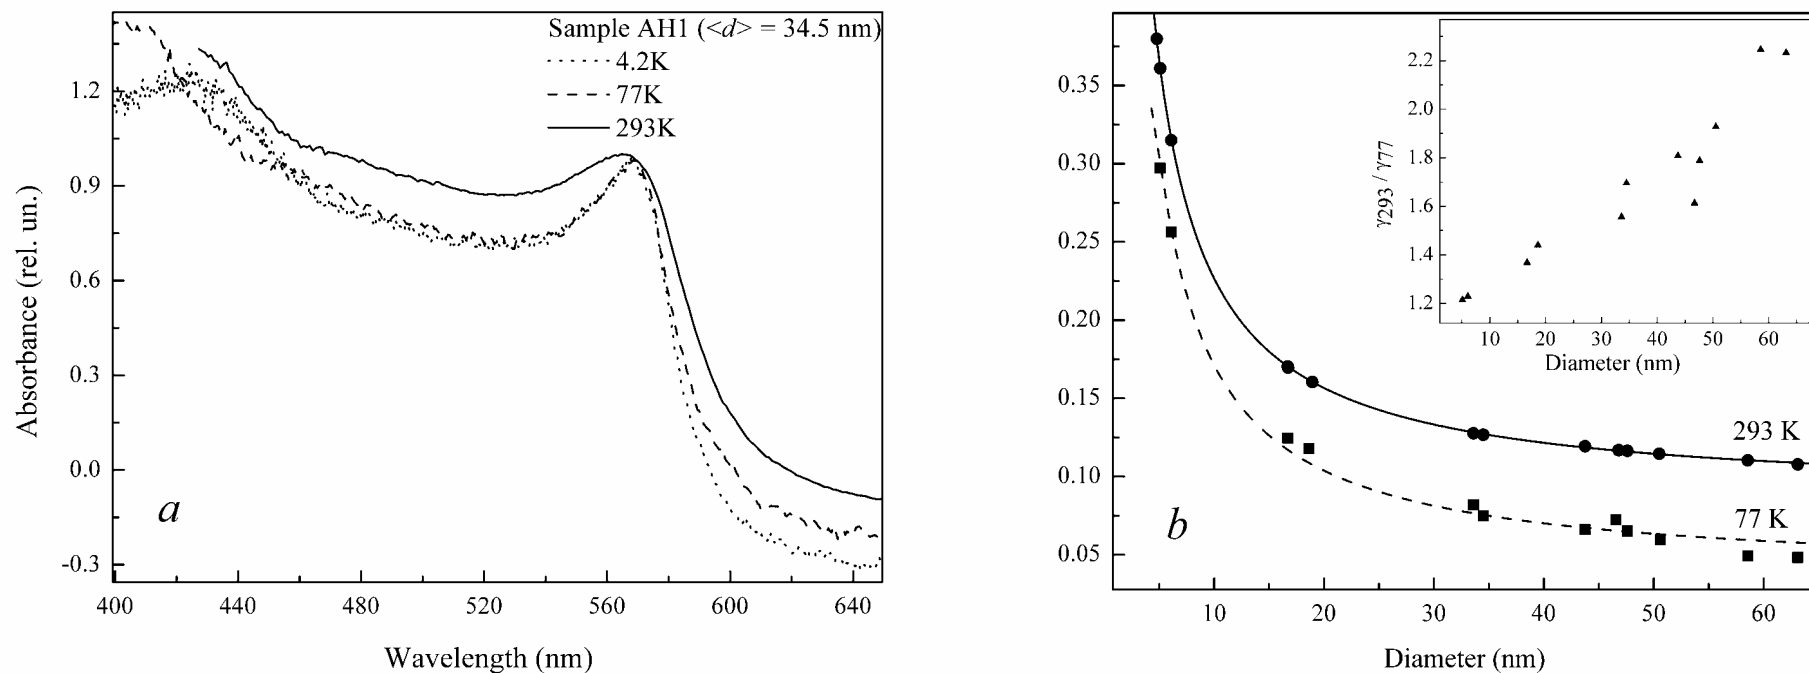 Sample AH1 (<d> = 34.5 nm)
4.2K
77K
293K
1.2
0.9
0.6
0.3
0.0
-0.3
Absorbance (rel. un.)
a
400 440 480 520 560 600 640
Wavelength (nm)
0.35
0.30
0.25
0.20
0.15
0.10
0.05
293 K
77 K
b
10 20 30 40 50 60
Diameter (nm)
2.2
2.0
1.8
1.6
1.4
1.2
γ293 / γ77
10 20 30 40 50 60
Diameter (nm)